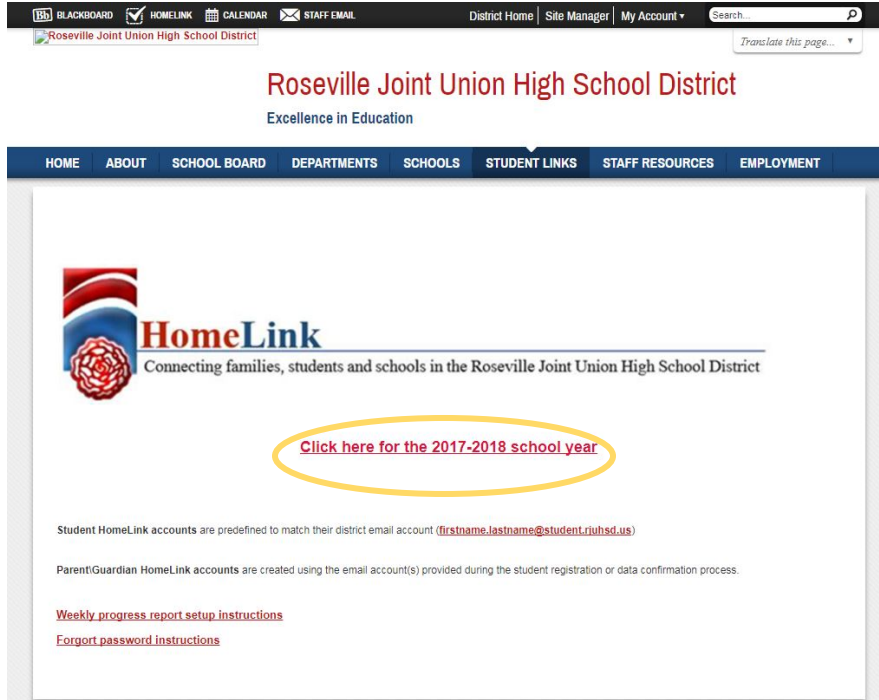 Bb BLACKBOARD HOMELINK CALENDAR STAFF EMAIL District Home Site Manager My Account ▾ Search...
Roseville Joint Union High School District Translate this page... ▼
Roseville Joint Union High School District
Excellence in Education
HOME ABOUT SCHOOL BOARD DEPARTMENTS SCHOOLS STUDENT LINKS STAFF RESOURCES EMPLOYMENT
HomeLink
Connecting families, students and schools in the Roseville Joint Union High School District
Click here for the 2017-2018 school year
Student HomeLink accounts are predefined to match their district email account (firstname.lastname@student.rjuhsd.us)
Parent\Guardian HomeLink accounts are created using the email account(s) provided during the student registration or data confirmation process.
Weekly progress report setup instructions
Forgort password instructions